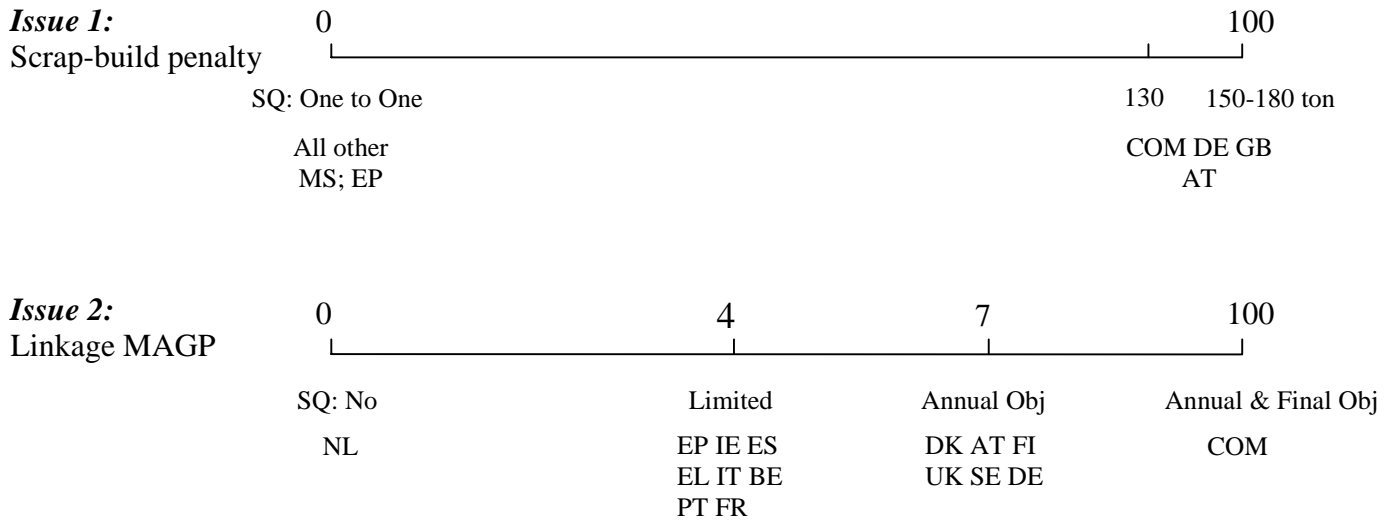 Issue 1:
0 100
Scrap-build penalty
SQ: One to One 130 150-180 ton
All other COM DE GB
MS; EP AT
Issue 2:
0 4 7 100
Linkage MAGP
SQ: No Limited Annual Obj Annual & Final Obj
NL EP IE ES DK AT FI COM
EL IT BE UK SE DE
PT FR